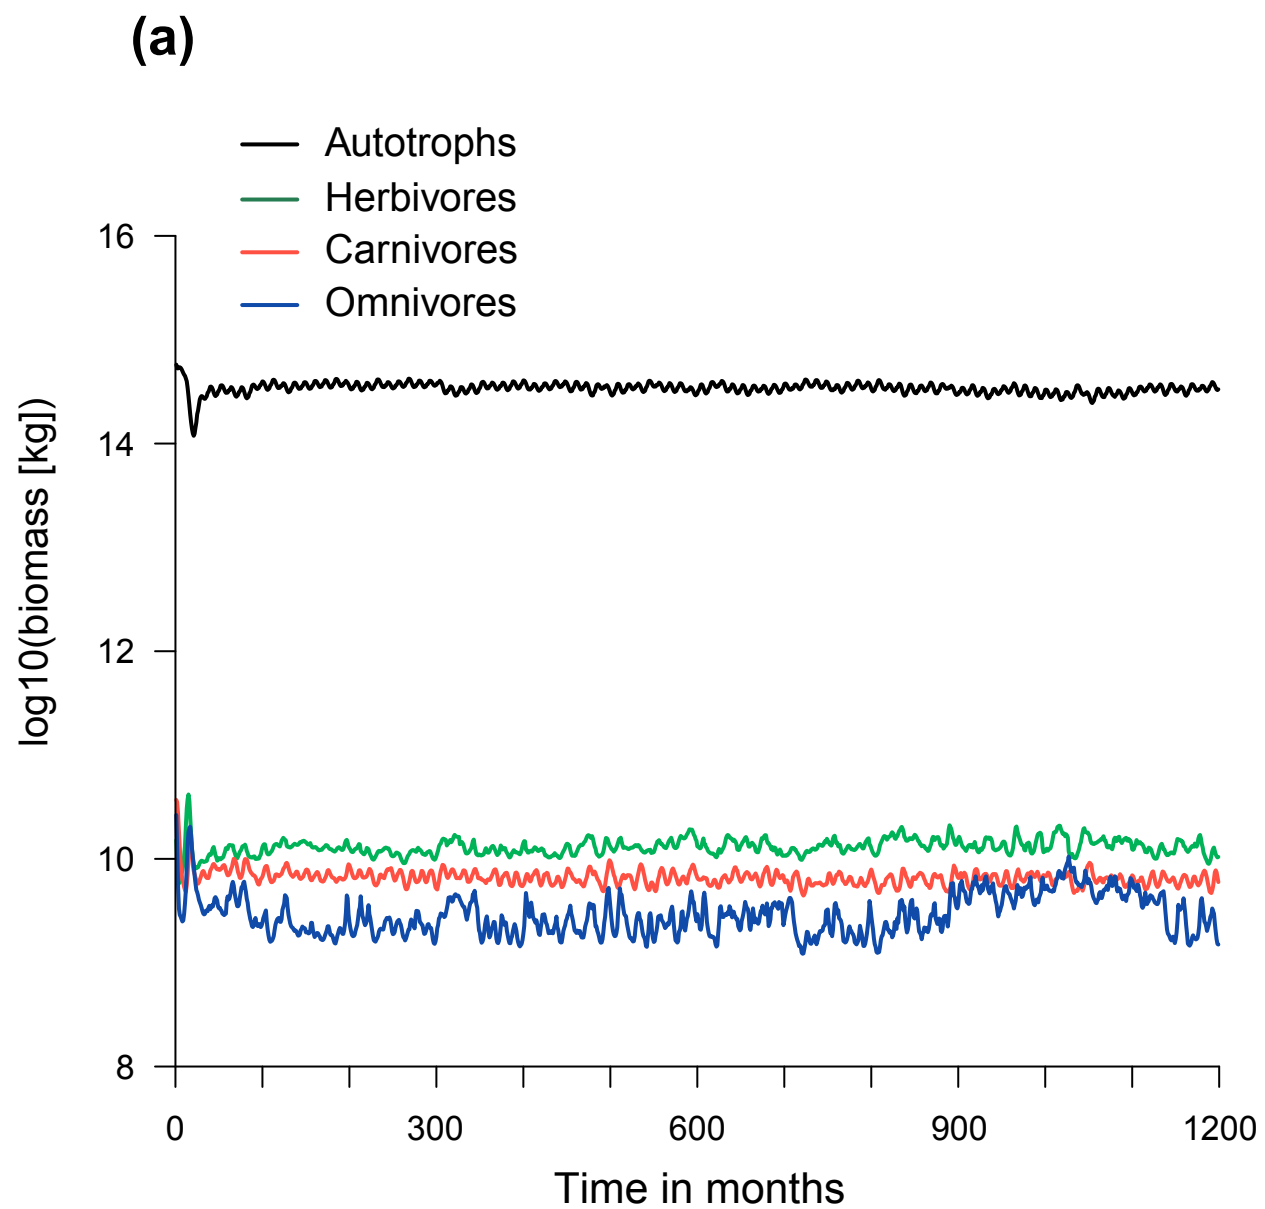 (a)
Autotrophs
Herbivores
Carnivores
Omnivores
16
14
12
10
8
log10(biomass [kg])
0 300 600 900 1200
Time in months